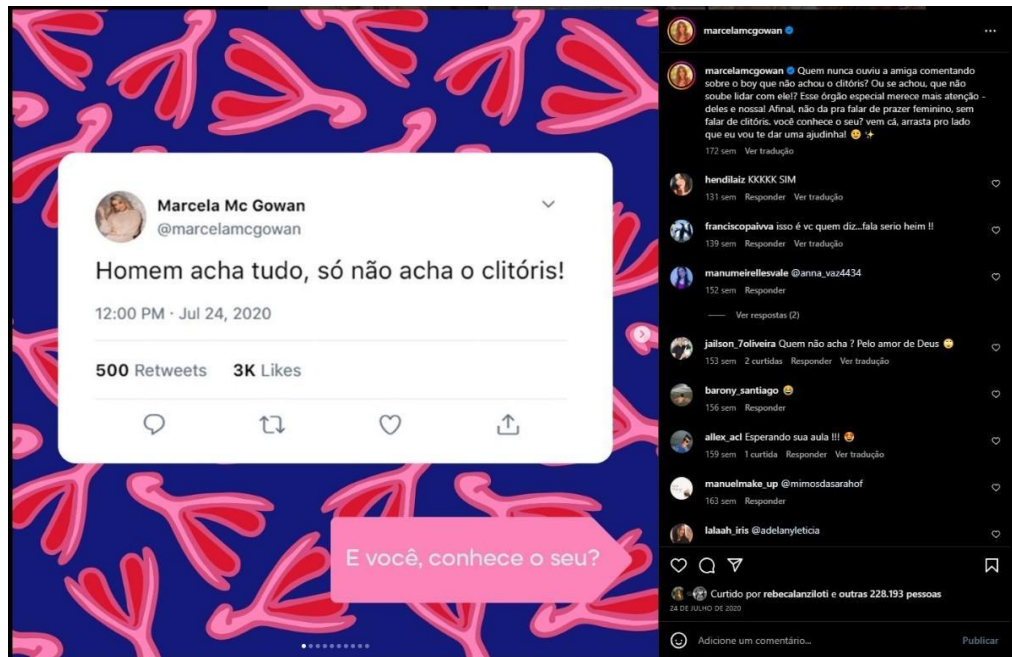 Marcela Mc Gowan
@marcelamcgowan
Homem acha tudo, só não acha o clitóris!
12:00 PM · Jul 24, 2020
500 Retweets 3K Likes
E você, conhece o seu?
marcelamcgowan
marcelamcgowan Quem nunca ouviu a amiga comentando
sobre o boy que não achou o clitóris? Ou se achou, que não
soube lidar com ele!? Esse órgão especial merece mais atenção -
deles e nossa! Afinal, não da pra falar de prazer feminino, sem
falar de clitóris. você conhece o seu? vem cá, arrasta pro lado
que eu vou te dar uma ajudinha! 😉 ✨
172 sem Ver tradução
hendilaiz KKKKK SIM
131 sem Responder Ver tradução
franciscopaivva isso é vc quem diz...fala serio heim !!
139 sem Responder Ver tradução
manumeirellesvale @anna_vaz4434
152 sem Responder
Ver respostas (2)
jailson_7oliveira Quem não acha ? Pelo amor de Deus 🙄
153 sem 2 curtidas Responder Ver tradução
barony_santiago 😂
156 sem Responder
allex_acl Esperando sua aula !!! 😍
159 sem 1 curtida Responder Ver tradução
manuelmake_up @mimosdasarahof
163 sem Responder
lalaah_iris @adelanyleticia
Curtido por rebecalanziloti e outras 228.193 pessoas
24 DE JULHO DE 2020
Adicione um comentário... Publicar